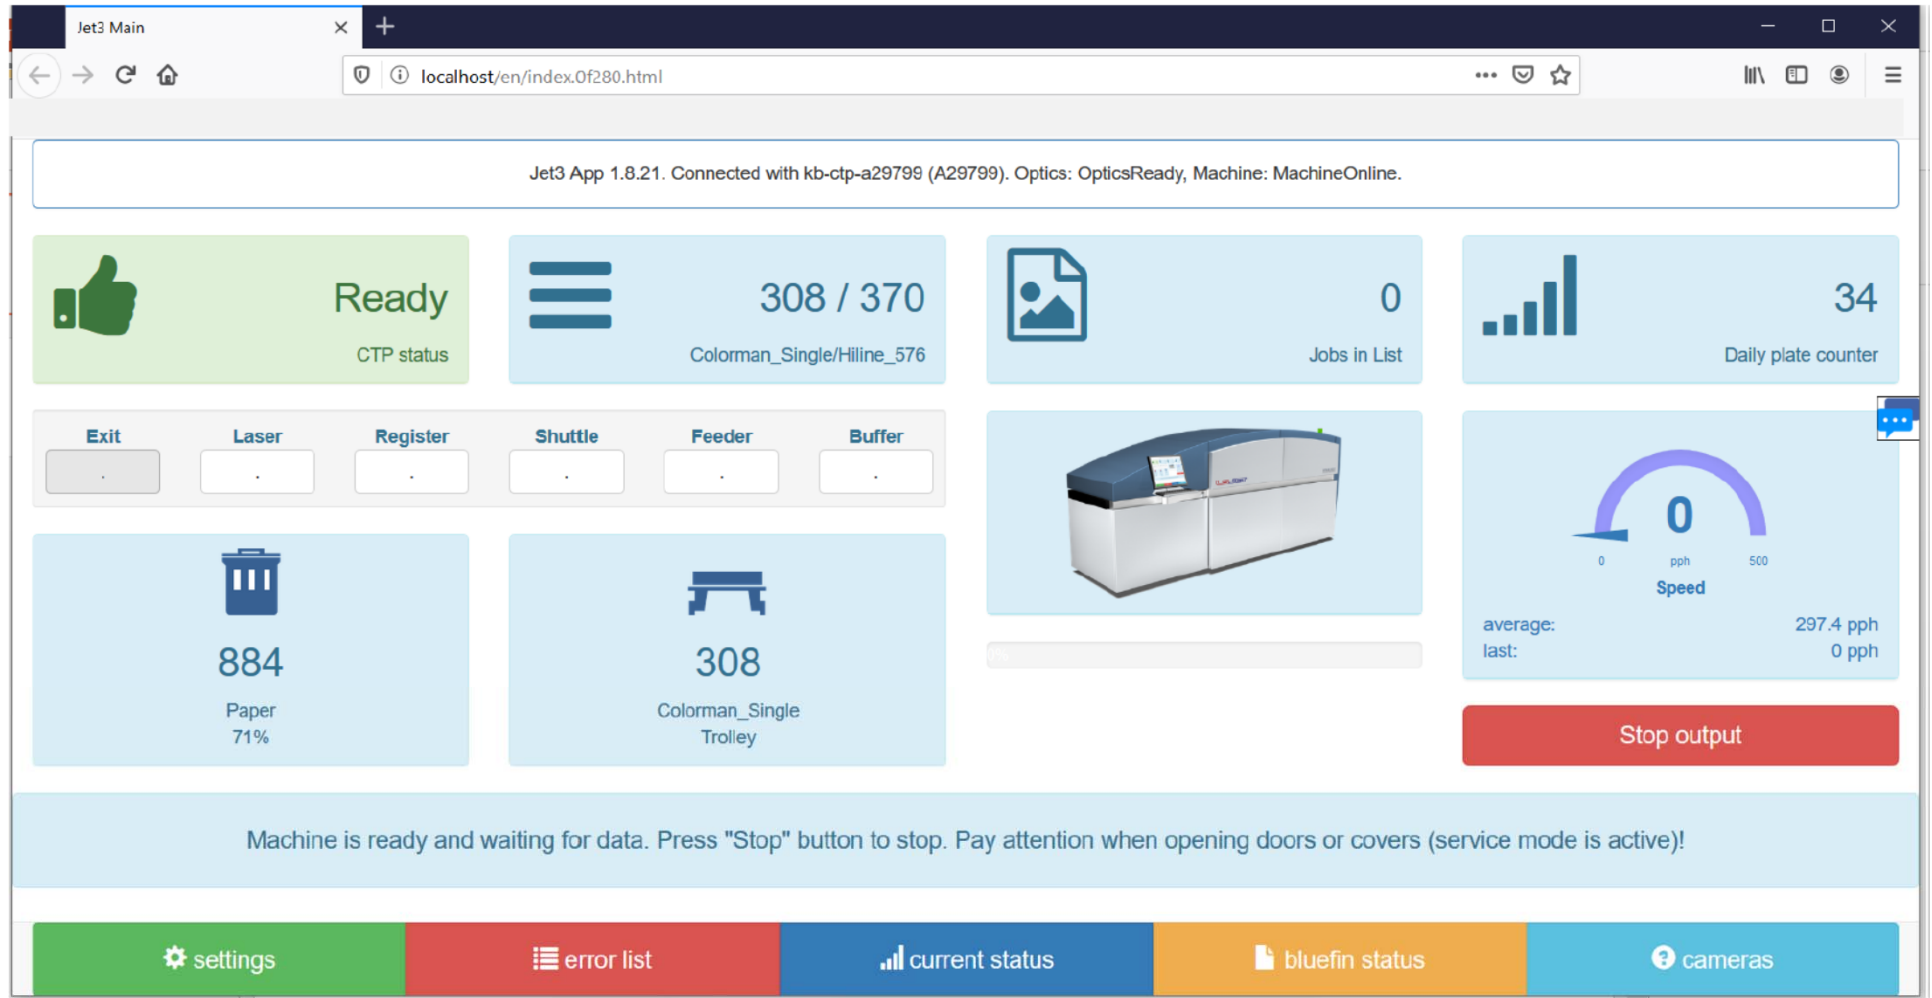 Jet3 Main
localhost/en/index.0f280.html
Jet3 App 1.8.21. Connected with kb-ctp-a29799 (A29799). Optics: OpticsReady, Machine: MachineOnline.
Ready
CTP status
308 / 370
Colorman_Single/Hiline_576
0
Jobs in List
34
Daily plate counter
Exit Laser Register Shuttle Feeder Buffer
. . . . . .
884
Paper
71%
308
Colorman_Single
Trolley
0%
0
0 pph 500
Speed
average: 297.4 pph
last: 0 pph
Stop output
Machine is ready and waiting for data. Press "Stop" button to stop. Pay attention when opening doors or covers (service mode is active)!
settings
error list
current status
bluefin status
cameras